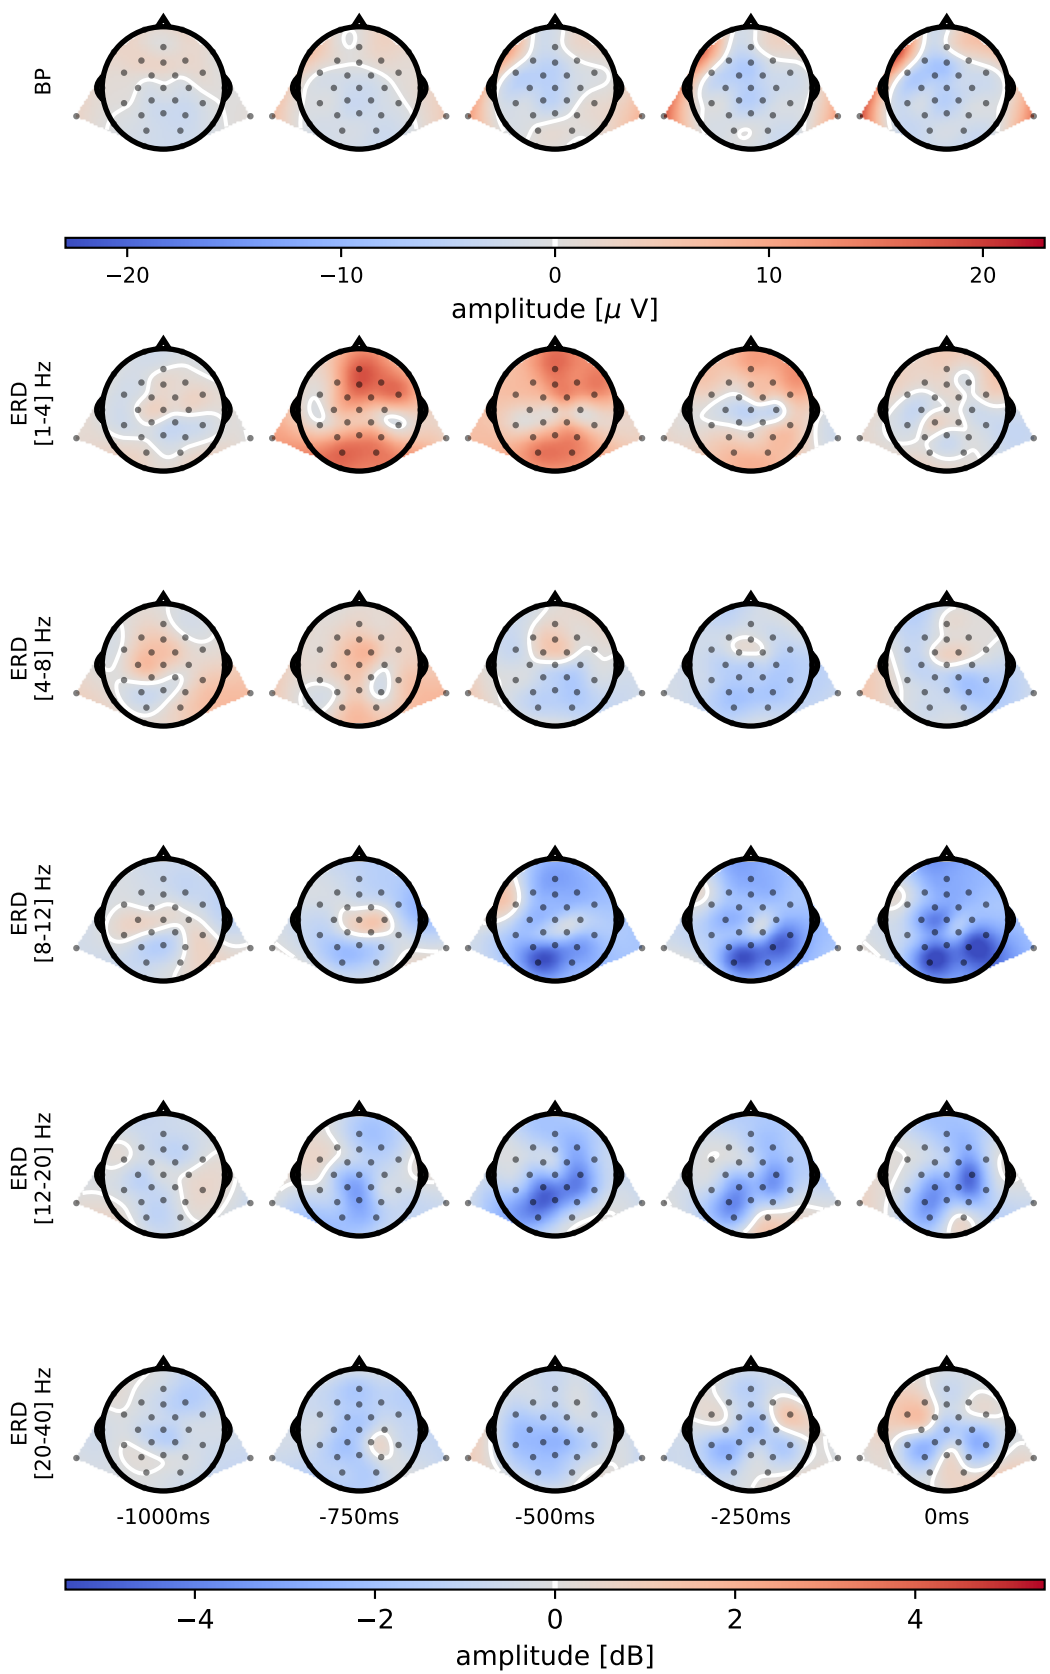 BP
−20 −10 0 10 20
amplitude [μ V]
ERD
[1-4] Hz
ERD
[4-8] Hz
ERD
[8-12] Hz
ERD
[12-20] Hz
ERD
[20-40] Hz
-1000ms -750ms -500ms -250ms 0ms
−4 −2 0 2 4
amplitude [dB]